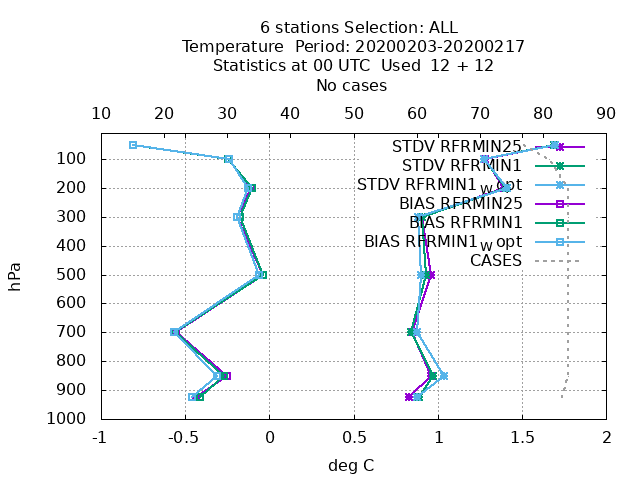 6 stations Selection: ALL
Temperature Period: 20200203-20200217
Statistics at 00 UTC Used 12 + 12
No cases
10 20 30 40 50 60 70 80 90
STDV RFRMIN25
100
STDV RFRMIN1
STDV RFRMIN1w opt
200
BIAS RFRMIN25
300
BIAS RFRMIN1
BIAS RFRMIN1w opt
400
CASES
hPa
500
600
700
800
900
1000
-1 -0.5 0 0.5 1 1.5 2
deg C